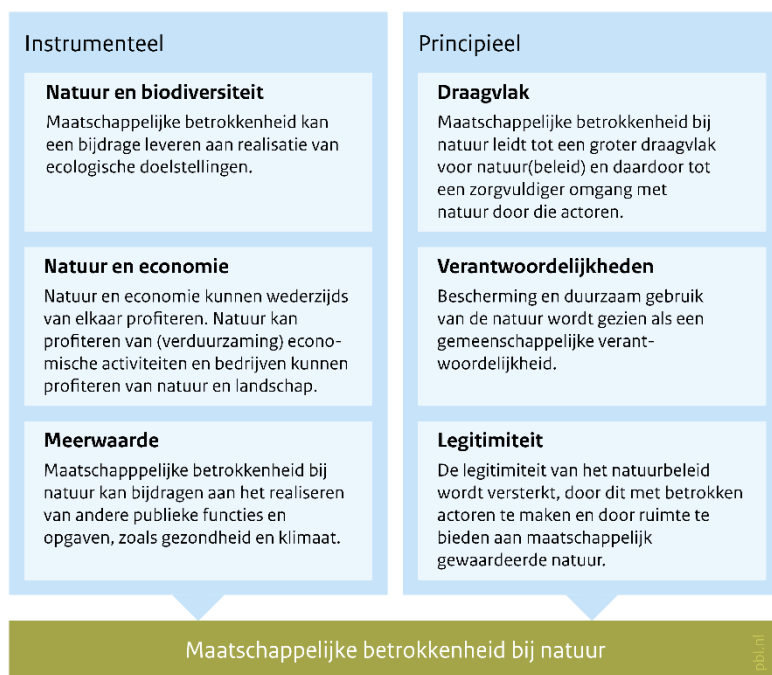 Instrumenteel
Natuur en biodiversiteit
Maatschappelijke betrokkenheid kan
een bijdrage leveren aan realisatie van
ecologische doelstellingen.
Natuur en economie
Natuur en economie kunnen wederzijds
van elkaar profiteren. Natuur kan
profiteren van (verduurzaming) econo-
mische activiteiten en bedrijven kunnen
profiteren van natuur en landschap.
Meerwaarde
Maatschapppelijke betrokkenheid bij
natuur kan bijdragen aan het realiseren
van andere publieke functies en
opgaven, zoals gezondheid en klimaat.
Principieel
Draagvlak
Maatschappelijke betrokkenheid bij
natuur leidt tot een groter draagvlak
voor natuur(beleid) en daardoor tot
een zorgvuldiger omgang met
natuur door die actoren.
Verantwoordelijkheden
Bescherming en duurzaam gebruik
van de natuur wordt gezien als een
gemeenschappelijke verant-
woordelijkheid.
Legitimiteit
De legitimiteit van het natuurbeleid
wordt versterkt, door dit met betrokken
actoren te maken en door ruimte te
bieden aan maatschappelijk
gewaardeerde natuur.
Maatschappelijke betrokkenheid bij natuur
pbl.nl